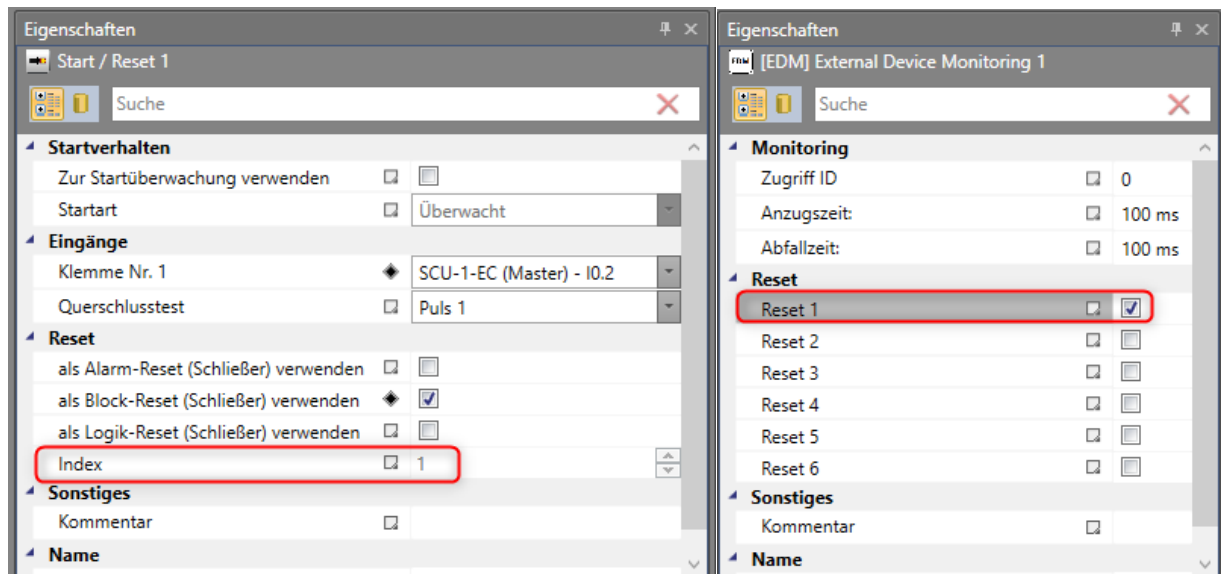 Eigenschaften
Start / Reset 1
Suche
Startverhalten
Zur Startüberwachung verwenden
Startart Überwacht
Eingänge
Klemme Nr. 1 SCU-1-EC (Master) - I0.2
Querschlusstest Puls 1
Reset
als Alarm-Reset (Schließer) verwenden
als Block-Reset (Schließer) verwenden
als Logik-Reset (Schließer) verwenden
Index 1
Sonstiges
Kommentar
Name
Eigenschaften
EDM [EDM] External Device Monitoring 1
Suche
Monitoring
Zugriff ID 0
Anzugszeit: 100 ms
Abfallzeit: 100 ms
Reset
Reset 1
Reset 2
Reset 3
Reset 4
Reset 5
Reset 6
Sonstiges
Kommentar
Name